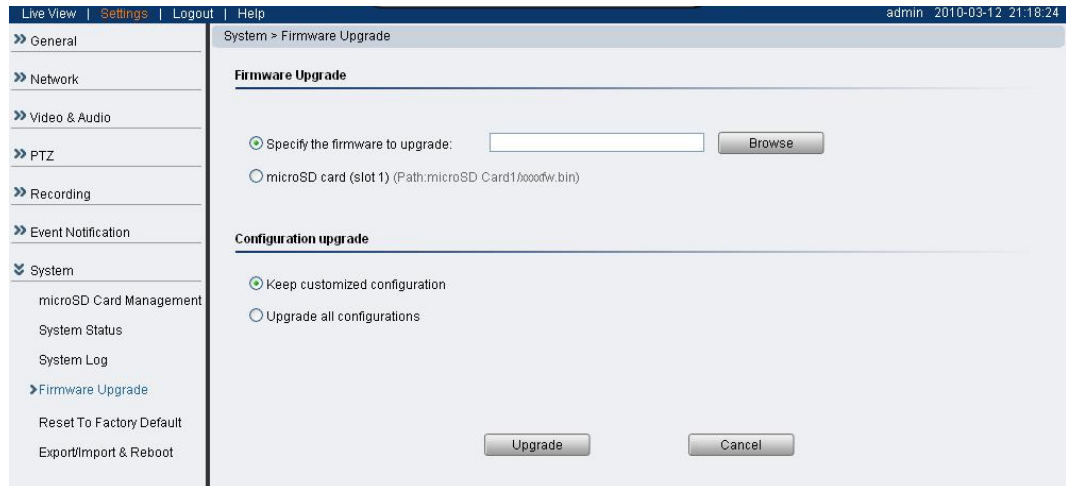 Live View | Settings | Logout | Help
admin 2010-03-12 21:18:24
General
Network
Video & Audio
PTZ
Recording
Event Notification
System
microSD Card Management
System Status
System Log
Firmware Upgrade
Reset To Factory Default
Export/Import & Reboot
System > Firmware Upgrade
Firmware Upgrade
Specify the firmware to upgrade:
Browse
microSD card (slot 1) (Path:microSD Card1/xxxxfw.bin)
Configuration upgrade
Keep customized configuration
Upgrade all configurations
Upgrade
Cancel